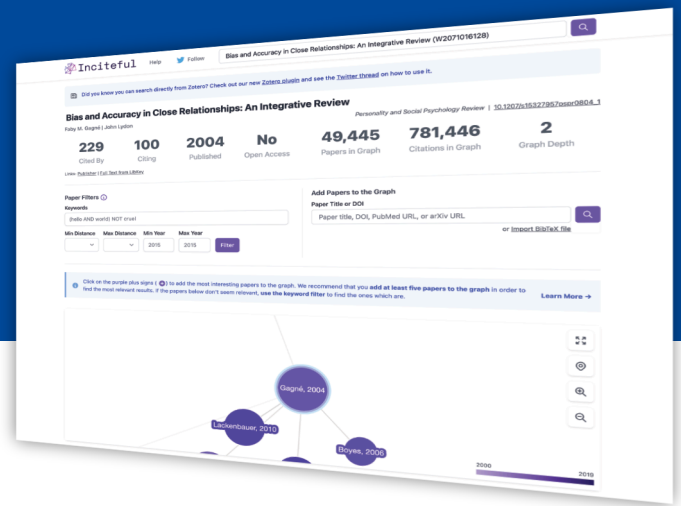 Inciteful Help Follow Bias and Accuracy in Close Relationships: An Integrative Review (W2071016128)
Did you know you can search directly from Zotero? Check out our new Zotero plugin and see the Twitter thread on how to use it.
Bias and Accuracy in Close Relationships: An Integrative Review
Faby M. Gagné | John Lydon
Personality and Social Psychology Review | 10.1207/s15327957pspr0804_1
229 100 2004 No 49,445 781,446 2
Cited By Citing Published Open Access Papers in Graph Citations in Graph Graph Depth
Links: Publisher | Full-Text from LibKey
Paper Filters
Keywords
(hello AND world) NOT cruel
Min Distance Max Distance Min Year Max Year
2015 2015 Filter
Add Papers to the Graph
Paper Title or DOI
Paper title, DOI, PubMed URL, or arXiv URL
or Import BibTeX file
Click on the purple plus signs ( ) to add the most interesting papers to the graph. We recommend that you add at least five papers to the graph in order to
find the most relevant results. If the papers below don't seem relevant, use the keyword filter to find the ones which are.
Learn More →
Gagné, 2004
Lackenbauer, 2010
Boyes, 2006
2000 2019